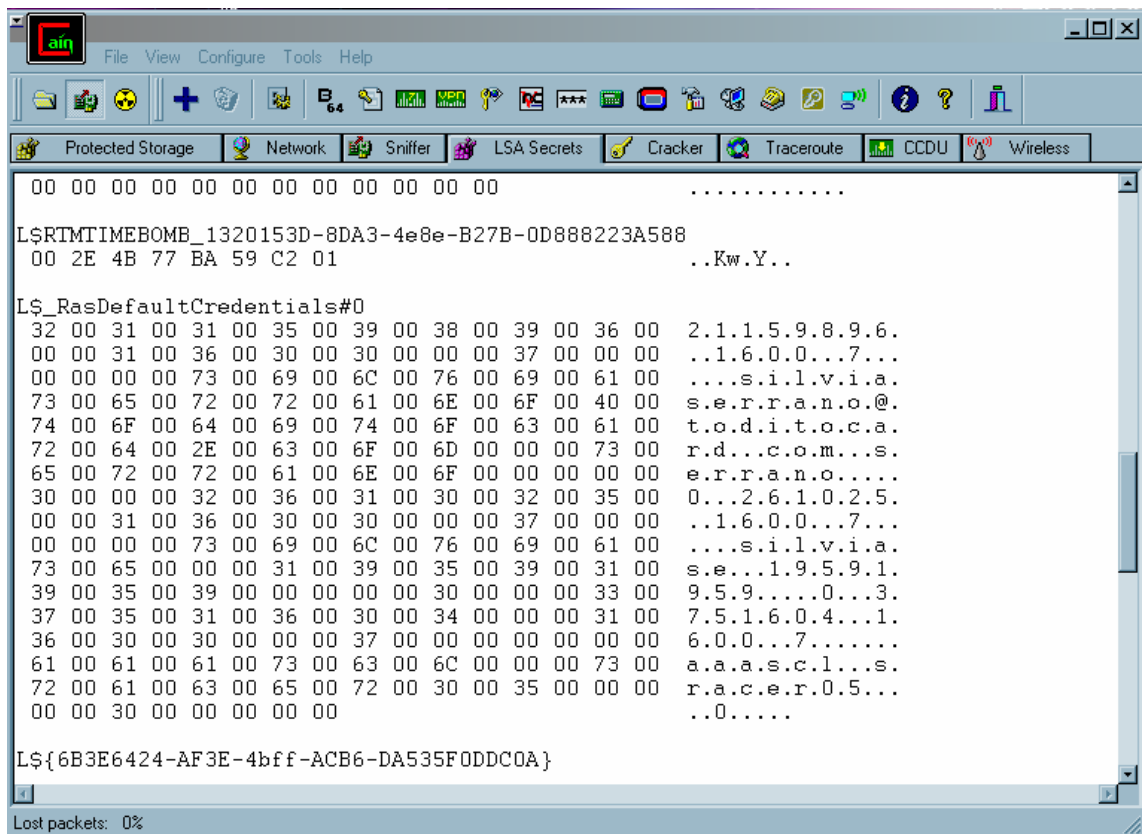 Cain
File View Configure Tools Help
B64
Protected Storage Network Sniffer LSA Secrets Cracker Traceroute CCDU Wireless
00 00 00 00 00 00 00 00 00 00 00 00 ............
L$RTMTIMEBOMB_1320153D-8DA3-4e8e-B27B-0D888223A588
00 2E 4B 77 BA 59 C2 01 ..Kw.Y..
L$_RasDefaultCredentials#0
32 00 31 00 31 00 35 00 39 00 38 00 39 00 36 00 2.1.1.5.9.8.9.6.
00 00 31 00 36 00 30 00 30 00 00 00 37 00 00 00 ..1.6.0.0...7...
00 00 00 00 73 00 69 00 6C 00 76 00 69 00 61 00 ....s.i.l.v.i.a.
73 00 65 00 72 00 72 00 61 00 6E 00 6F 00 40 00 s.e.r.r.a.n.o.@.
74 00 6F 00 64 00 69 00 74 00 6F 00 63 00 61 00 t.o.d.i.t.o.c.a.
72 00 64 00 2E 00 63 00 6F 00 6D 00 00 00 73 00 r.d...c.o.m...s.
65 00 72 00 72 00 61 00 6E 00 6F 00 00 00 00 00 e.r.r.a.n.o.....
30 00 00 00 32 00 36 00 31 00 30 00 32 00 35 00 0...2.6.1.0.2.5.
00 00 31 00 36 00 30 00 30 00 00 00 37 00 00 00 ..1.6.0.0...7...
00 00 00 00 73 00 69 00 6C 00 76 00 69 00 61 00 ....s.i.l.v.i.a.
73 00 65 00 00 00 31 00 39 00 35 00 39 00 31 00 s.e...1.9.5.9.1.
39 00 35 00 39 00 00 00 00 00 30 00 00 00 33 00 9.5.9.....0...3.
37 00 35 00 31 00 36 00 30 00 34 00 00 00 31 00 7.5.1.6.0.4...1.
36 00 30 00 30 00 00 00 37 00 00 00 00 00 00 00 6.0.0...7.......
61 00 61 00 61 00 73 00 63 00 6C 00 00 00 73 00 a.a.a.s.c.l...s.
72 00 61 00 63 00 65 00 72 00 30 00 35 00 00 00 r.a.c.e.r.0.5...
00 00 30 00 00 00 00 00 ..0.....
L${6B3E6424-AF3E-4bff-ACB6-DA535F0DDC0A}
Lost packets: 0%